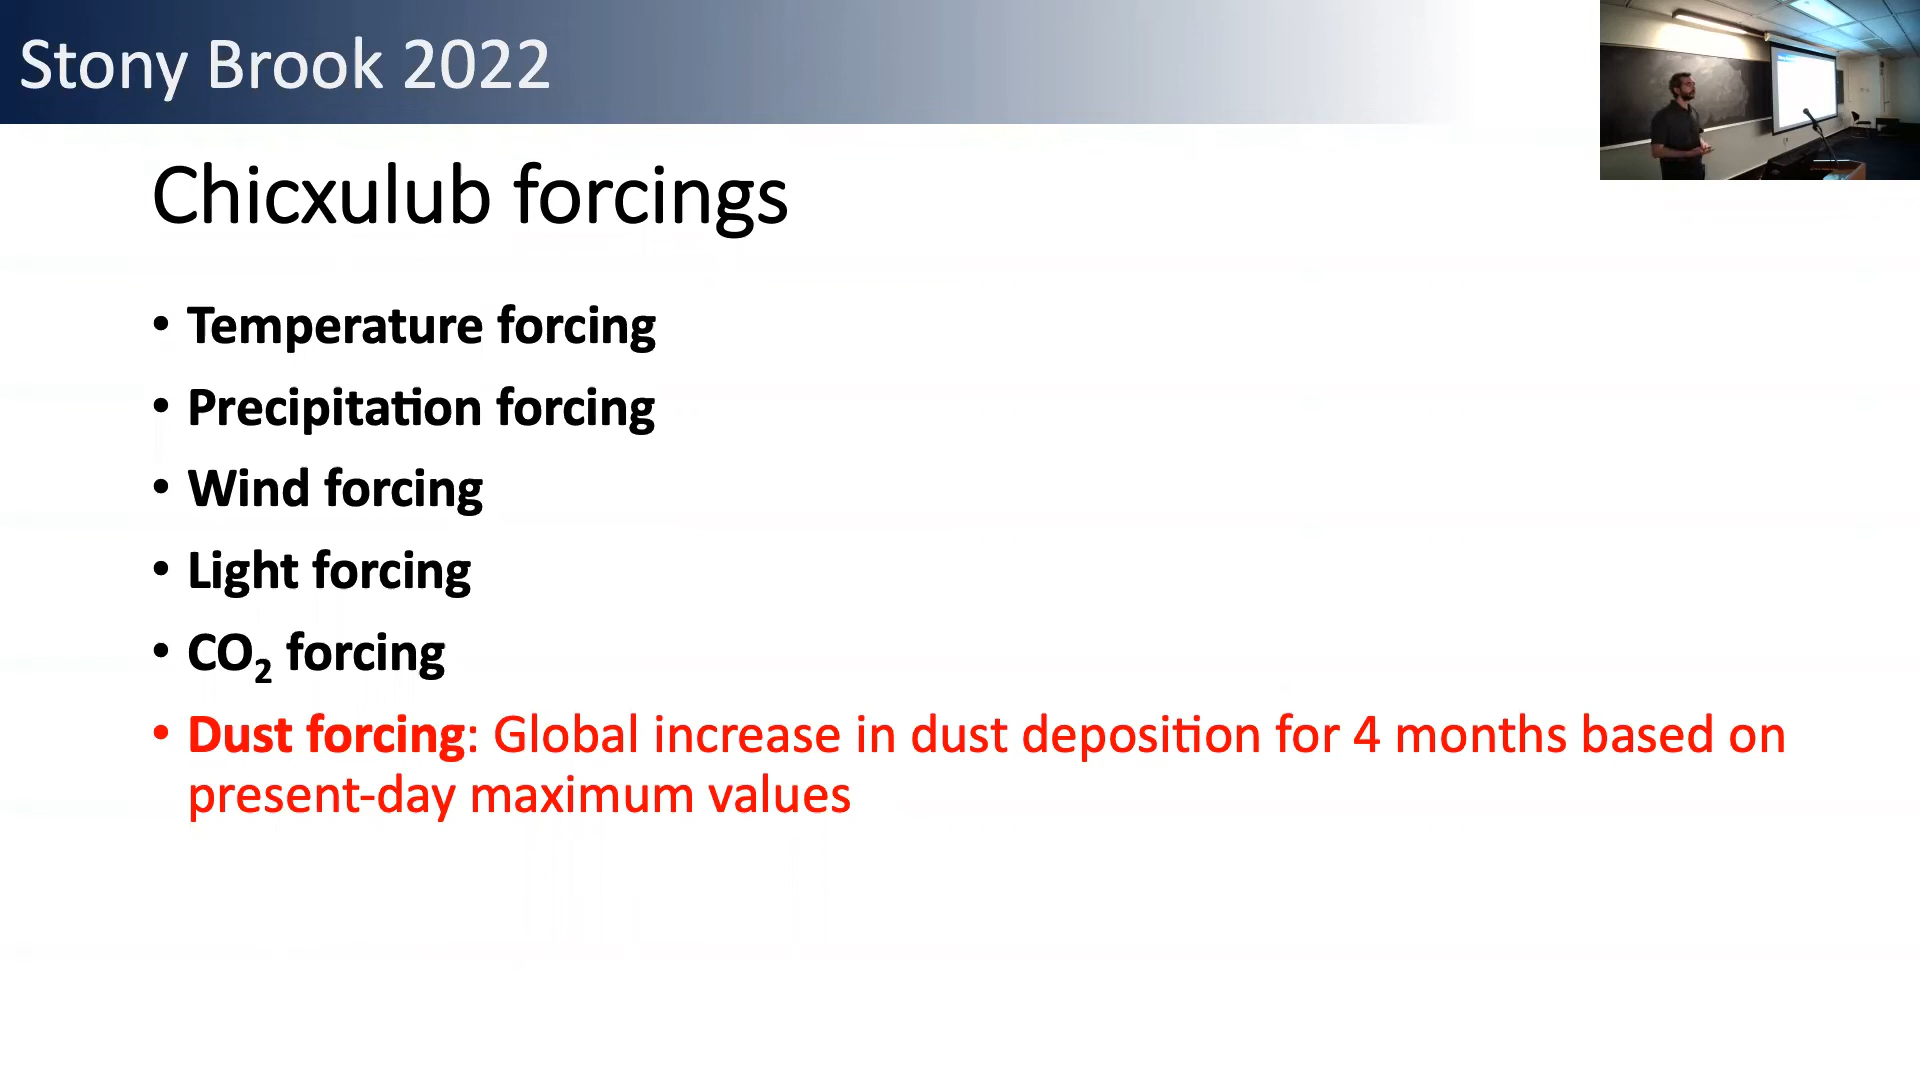 Stony Brook 2022
Chicxulub forcings
• Temperature forcing
• Precipitation forcing
• Wind forcing
• Light forcing
• CO₂ forcing
• Dust forcing: Global increase in dust deposition for 4 months based on
present-day maximum values